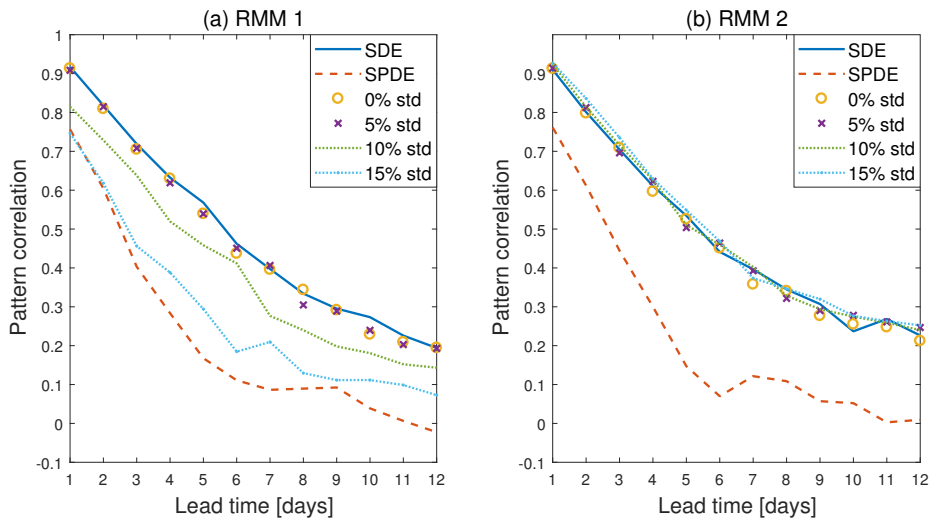 (a) RMM 1
Pattern correlation
1
0.9
0.8
0.7
0.6
0.5
0.4
0.3
0.2
0.1
0
-0.1
SDE
SPDE
0% std
5% std
10% std
15% std
1 2 3 4 5 6 7 8 9 10 11 12
Lead time [days]
(b) RMM 2
Pattern correlation
1
0.9
0.8
0.7
0.6
0.5
0.4
0.3
0.2
0.1
0
-0.1
SDE
SPDE
0% std
5% std
10% std
15% std
1 2 3 4 5 6 7 8 9 10 11 12
Lead time [days]